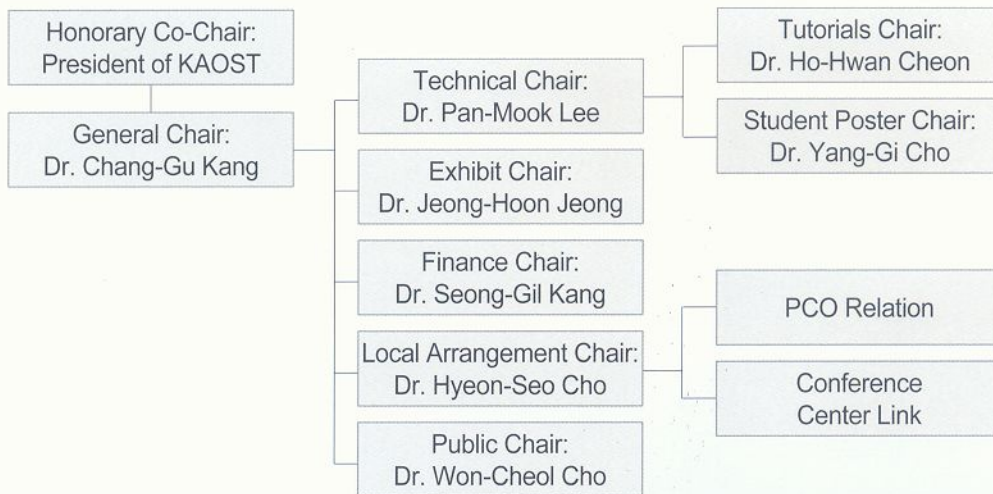 Honorary Co-Chair:
President of KAOST
General Chair:
Dr. Chang-Gu Kang
Technical Chair:
Dr. Pan-Mook Lee
Exhibit Chair:
Dr. Jeong-Hoon Jeong
Finance Chair:
Dr. Seong-Gil Kang
Local Arrangement Chair:
Dr. Hyeon-Seo Cho
Public Chair:
Dr. Won-Cheol Cho
Tutorials Chair:
Dr. Ho-Hwan Cheon
Student Poster Chair:
Dr. Yang-Gi Cho
PCO Relation
Conference
Center Link